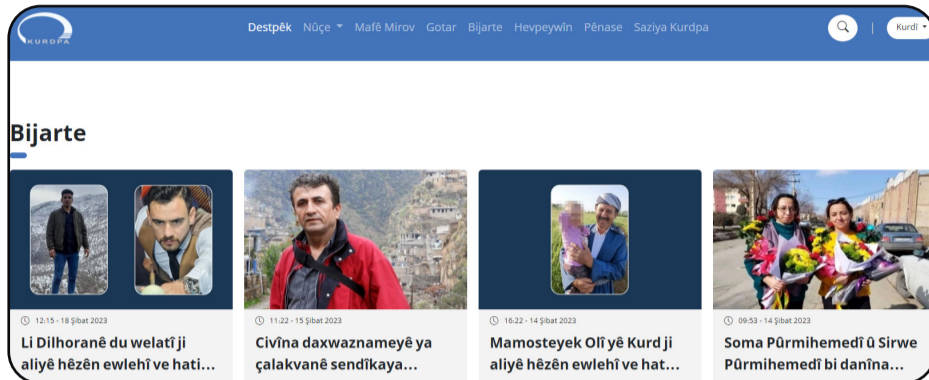 KURDPA
Destpêk Nûçe Mafê Mirov Gotar Bijarte Hevpeywîn Pênase Saziya Kurdpa
Kurdî
Bijarte
12:15 - 18 Şibat 2023
Li Dilhoranê du welatî ji
aliyê hêzên ewlehî ve hati...
11:22 - 15 Şibat 2023
Civîna daxwaznameyê ya
çalakvanê sendîkaya...
16:22 - 14 Şibat 2023
Mamosteyek Olî yê Kurd ji
aliyê hêzên ewlehî ve hat...
09:53 - 14 Şibat 2023
Soma Pûrmihemedî û Sirwe
Pûrmihemedî bi danîna...